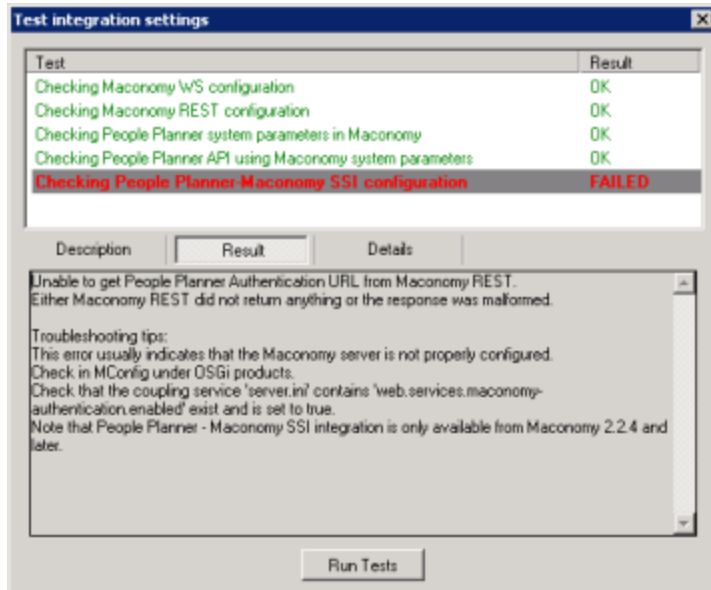 Test integration settings
Test Result
Checking Maconomy WS configuration OK
Checking Maconomy REST configuration OK
Checking People Planner system parameters in Maconomy OK
Checking People Planner API using Maconomy system parameters OK
Checking People Planner-Maconomy SSI configuration FAILED
Description Result Details
Unable to get People Planner Authentication URL from Maconomy REST.
Either Maconomy REST did not return anything or the response was malformed.
Troubleshooting tips:
This error usually indicates that the Maconomy server is not properly configured.
Check in MConfig under OSGi products.
Check that the coupling service 'server.ini' contains 'web.services.maconomy-
authentication.enabled' exist and is set to true.
Note that People Planner - Maconomy SSI integration is only available from Maconomy 2.2.4 and
later.
Run Tests